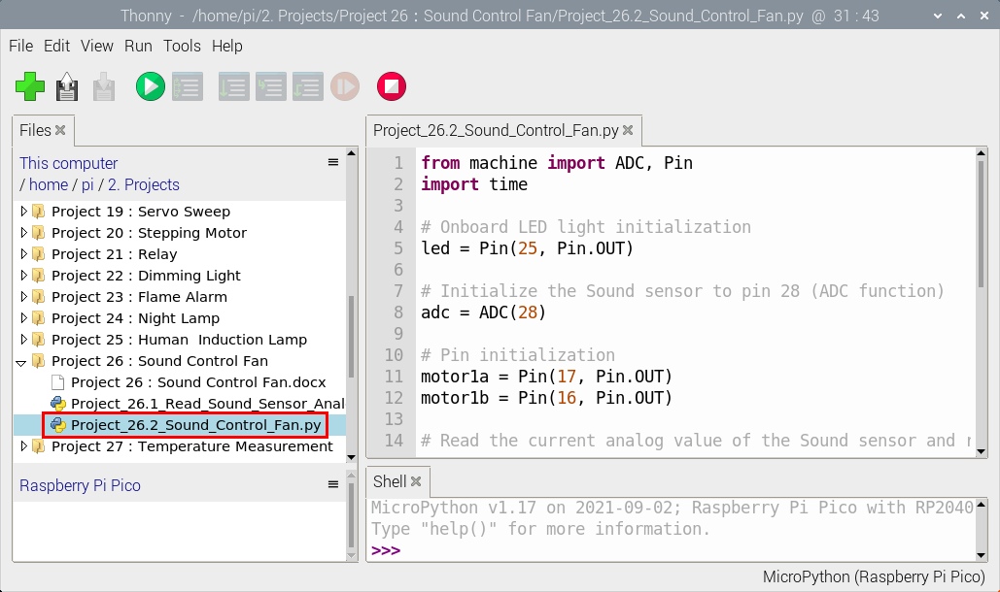 Thonny - /home/pi/2. Projects/Project 26 : Sound Control Fan/Project_26.2_Sound_Control_Fan.py @ 31 : 43
File Edit View Run Tools Help
Files
This computer
/ home / pi / 2. Projects
Project 19 : Servo Sweep
Project 20 : Stepping Motor
Project 21 : Relay
Project 22 : Dimming Light
Project 23 : Flame Alarm
Project 24 : Night Lamp
Project 25 : Human  Induction Lamp
Project 26 : Sound Control Fan
Project 26 : Sound Control Fan.docx
Project_26.1_Read_Sound_Sensor_Anal
Project_26.2_Sound_Control_Fan.py
Project 27 : Temperature Measurement
Raspberry Pi Pico
Project_26.2_Sound_Control_Fan.py
1 from machine import ADC, Pin
2 import time
3
4 # Onboard LED light initialization
5 led = Pin(25, Pin.OUT)
6
7 # Initialize the Sound sensor to pin 28 (ADC function)
8 adc = ADC(28)
9
10 # Pin initialization
11 motor1a = Pin(17, Pin.OUT)
12 motor1b = Pin(16, Pin.OUT)
13
14 # Read the current analog value of the Sound sensor and
Shell
MicroPython v1.17 on 2021-09-02; Raspberry Pi Pico with RP2040
Type "help()" for more information.
>>>
MicroPython (Raspberry Pi Pico)